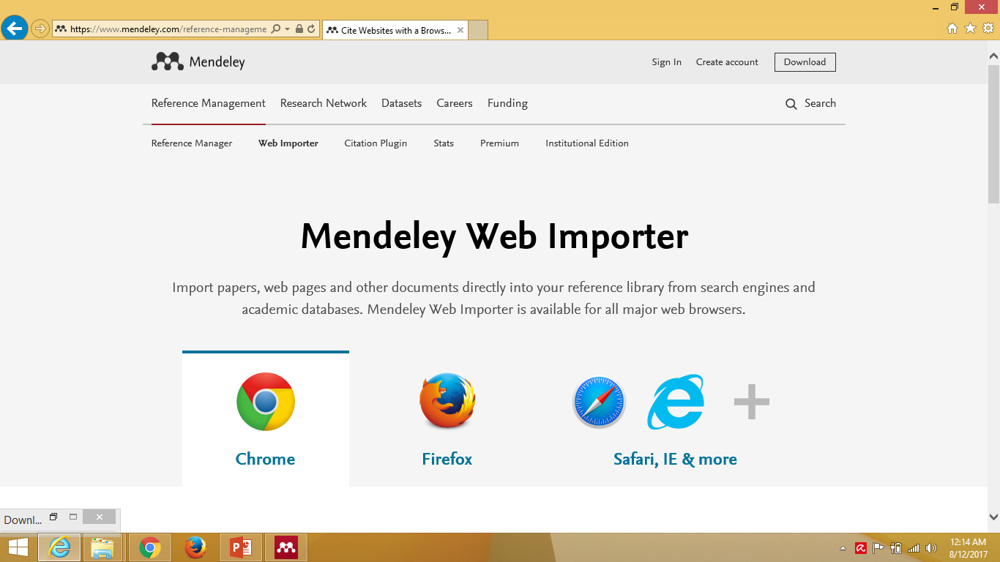 https://www.mendeley.com/reference-manageme
Cite Websites with a Brows...
Mendeley
Sign In
Create account
Download
Reference Management
Research Network
Datasets
Careers
Funding
Search
Reference Manager
Web Importer
Citation Plugin
Stats
Premium
Institutional Edition
Mendeley Web Importer
Import papers, web pages and other documents directly into your reference library from search engines and
academic databases. Mendeley Web Importer is available for all major web browsers.
Chrome
Firefox
Safari, IE & more
Downl...
12:14 AM
8/12/2017